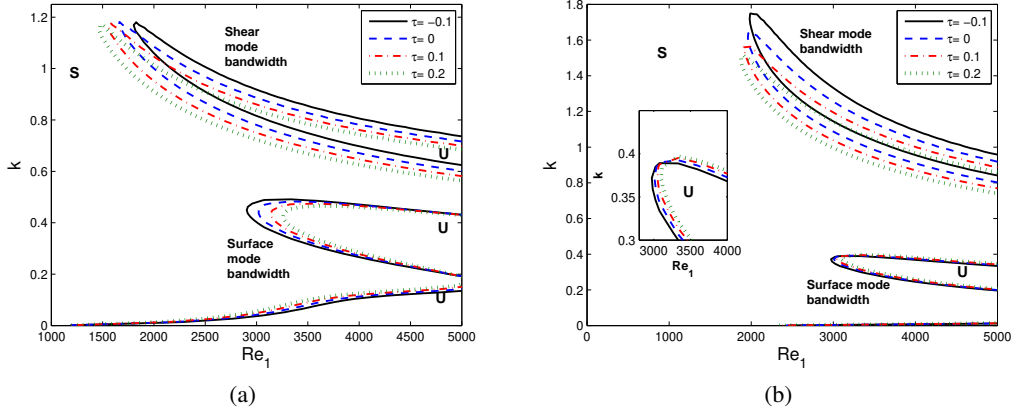 1.2
1
0.8
0.6
0.4
0.2
0
k
1000 1500 2000 2500 3000 3500 4000 4500 5000
Re1
S
Shear
mode
bandwidth
τ= −0.1
τ= 0
τ= 0.1
τ= 0.2
U
U
Surface
mode
bandwidth
U
(a)
1.8
1.6
1.4
1.2
1
0.8
0.6
0.4
0.2
0
k
0 1000 2000 3000 4000 5000
Re1
S
Shear mode
bandwidth
τ= −0.1
τ= 0
τ= 0.1
τ= 0.2
0.4
0.35
0.3
k
U
3000 3500 4000
Re1
U
Surface mode
bandwidth
(b)